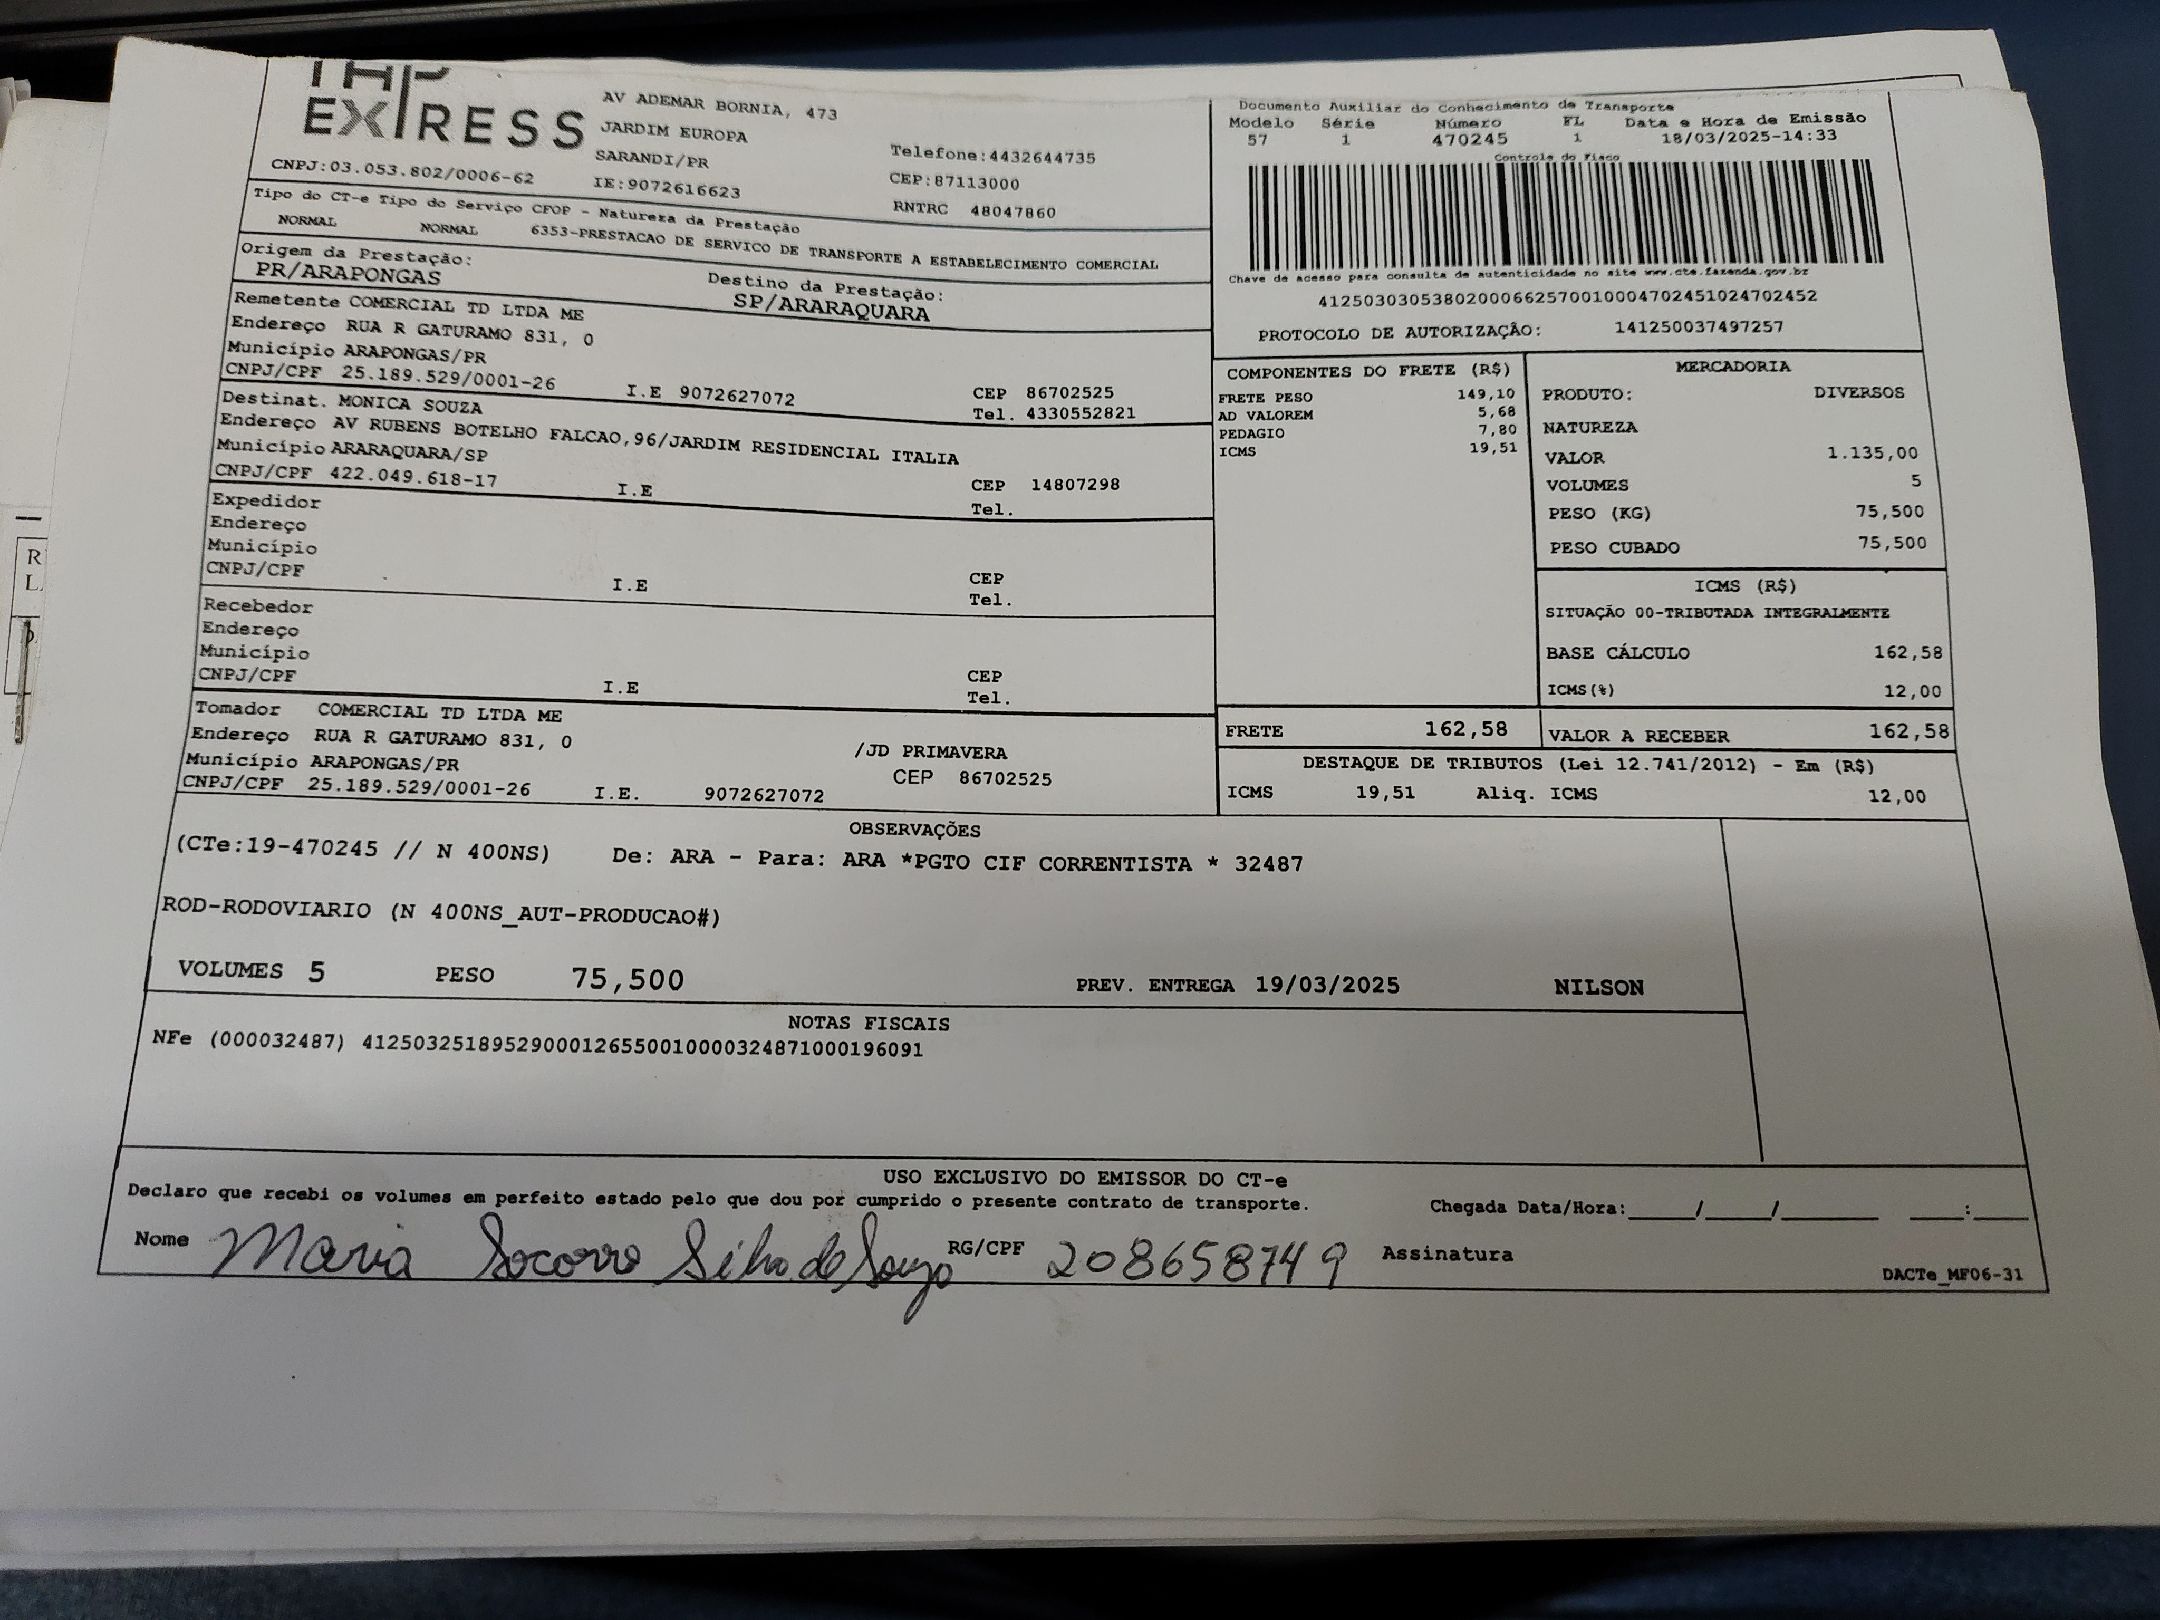 EXPRESS
AV ADEMAR BORNIA, 473
JARDIM EUROPA
SARANDI/PR
Telefone:4432644735
CNPJ:03.053.802/0006-62
IE:9072616623
CEP:87113000
RNTRC 48047860
Tipo do CT-e Tipo do Serviço CFOP - Natureza da Prestação
NORMAL NORMAL 6353-PRESTACAO DE SERVICO DE TRANSPORTE A ESTABELECIMENTO COMERCIAL
Origem da Prestação:
PR/ARAPONGAS
Destino da Prestação:
SP/ARARAQUARA
Remetente COMERCIAL TD LTDA ME
Endereço RUA R GATURAMO 831, 0
Município ARAPONGAS/PR
CNPJ/CPF 25.189.529/0001-26 I.E 9072627072 CEP 86702525
Tel. 4330552821
Destinat. MONICA SOUZA
Endereço AV RUBENS BOTELHO FALCAO,96/JARDIM RESIDENCIAL ITALIA
Município ARARAQUARA/SP
CNPJ/CPF 422.049.618-17 I.E CEP 14807298
Tel.
Expedidor
Endereço
Município
CNPJ/CPF I.E CEP
Tel.
Recebedor
Endereço
Município
CNPJ/CPF I.E CEP
Tel.
Tomador COMERCIAL TD LTDA ME
Endereço RUA R GATURAMO 831, 0 /JD PRIMAVERA
Município ARAPONGAS/PR CEP 86702525
CNPJ/CPF 25.189.529/0001-26 I.E. 9072627072
Documento Auxiliar do Conhecimento de Transporte
Modelo Série Número FL Data e Hora de Emissão
57 1 470245 1 18/03/2025-14:33
Controle do Fisco
Chave de acesso para consulta de autenticidade no site www.cte.fazenda.gov.br
41250303053802000662570010004702451024702452
PROTOCOLO DE AUTORIZAÇÃO: 141250037497257
COMPONENTES DO FRETE (R$)
FRETE PESO 149,10
AD VALOREM 5,68
PEDAGIO 7,80
ICMS 19,51
MERCADORIA
PRODUTO: DIVERSOS
NATUREZA
VALOR 1.135,00
VOLUMES 5
PESO (KG) 75,500
PESO CUBADO 75,500
ICMS (R$)
SITUAÇÃO 00-TRIBUTADA INTEGRALMENTE
BASE CÁLCULO 162,58
ICMS(%) 12,00
FRETE 162,58 VALOR A RECEBER 162,58
DESTAQUE DE TRIBUTOS (Lei 12.741/2012) - Em (R$)
ICMS 19,51 Aliq. ICMS 12,00
OBSERVAÇÕES
(CTe:19-470245 // N 400NS) De: ARA - Para: ARA *PGTO CIF CORRENTISTA * 32487
ROD-RODOVIARIO (N 400NS_AUT-PRODUCAO#)
VOLUMES 5 PESO 75,500 PREV. ENTREGA 19/03/2025 NILSON
NOTAS FISCAIS
NFe (000032487) 41250325189529000126550010000324871000196091
USO EXCLUSIVO DO EMISSOR DO CT-e
Declaro que recebi os volumes em perfeito estado pelo que dou por cumprido o presente contrato de transporte. Chegada Data/Hora:____/____/______ ___:___
Nome Maria Socorro Silva de Souza RG/CPF 208658749 Assinatura
DACTe_MF06-31
R
L